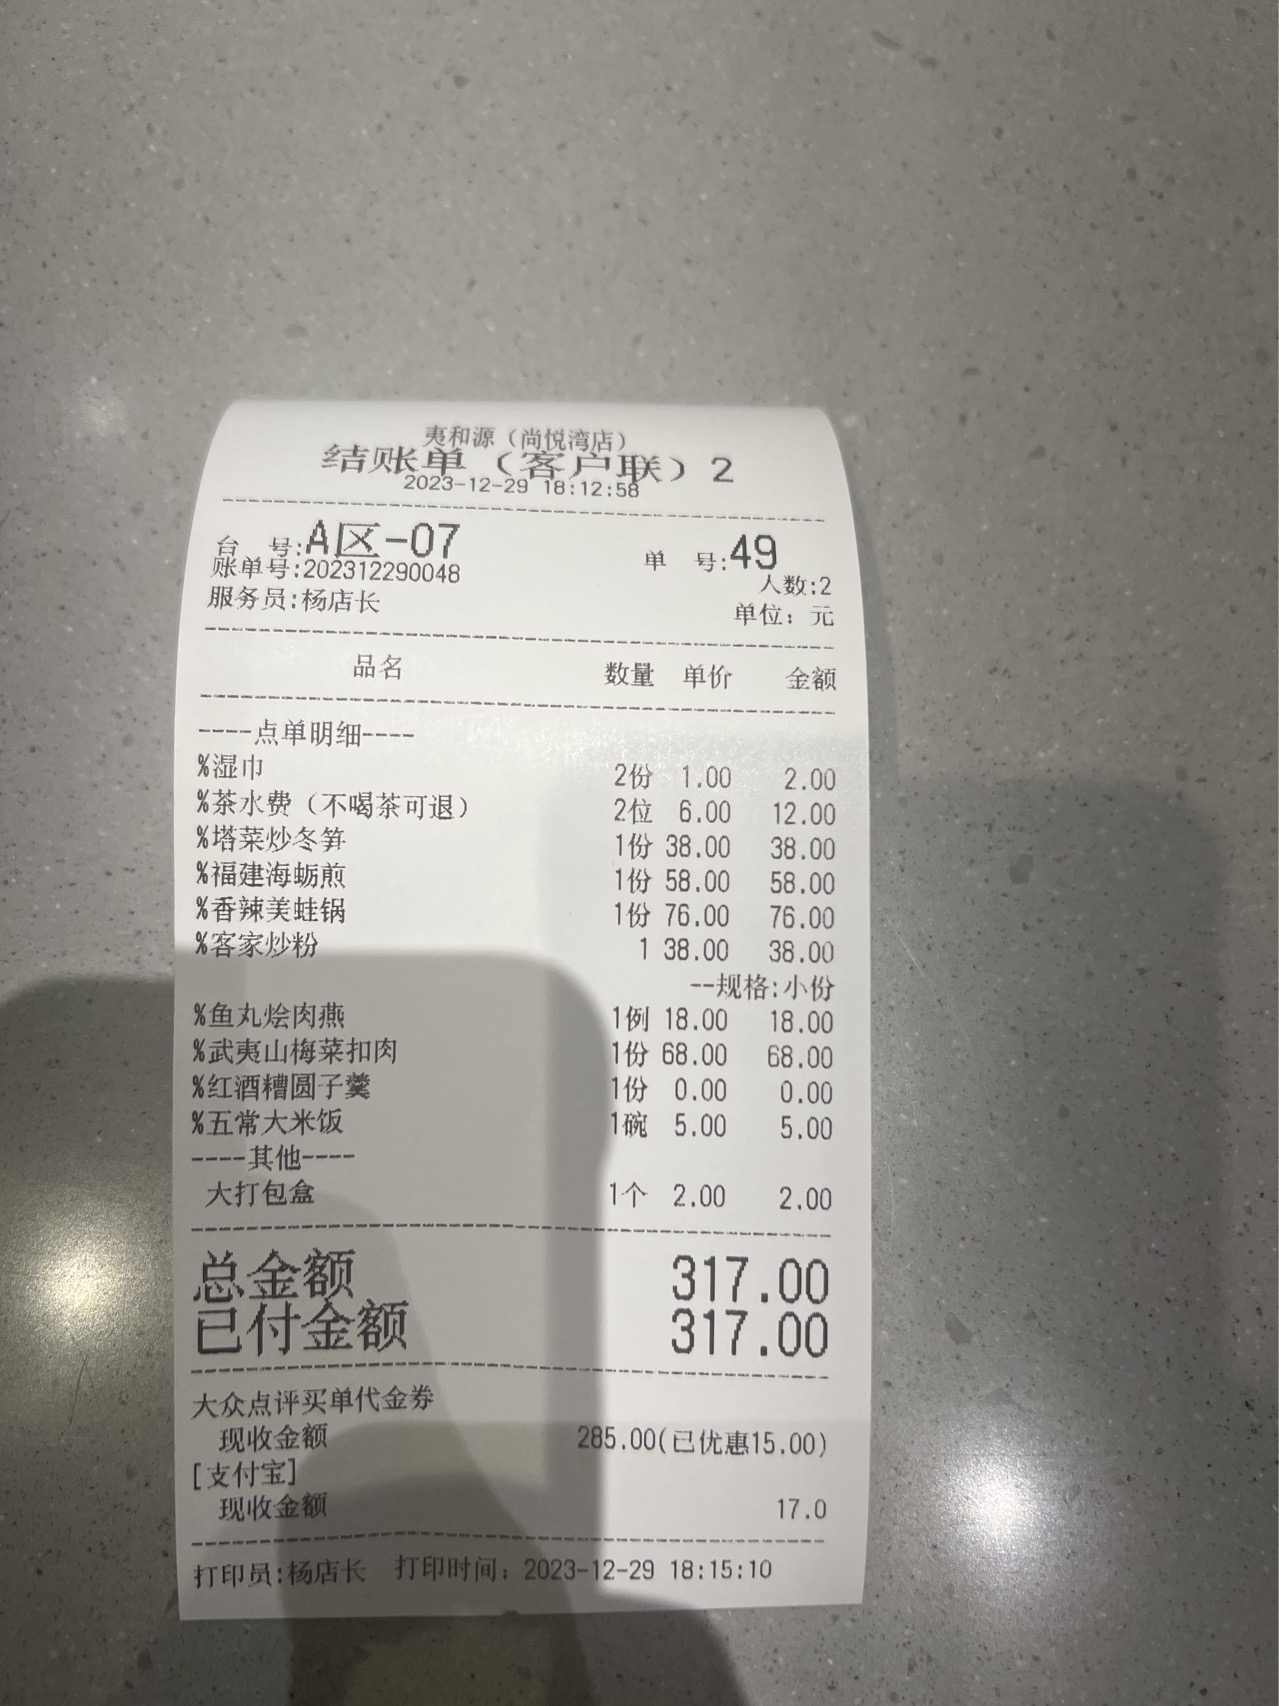 夷和源（尚悦湾店）
结账单（客户联）2
2023-12-29 18:12:58
台 号:A区-07 单 号:49
账单号:202312290048 人数:2
服务员:杨店长 单位：元
品名 数量 单价 金额
----点单明细----
%湿巾 2份 1.00 2.00
%茶水费（不喝茶可退） 2位 6.00 12.00
%塔菜炒冬笋 1份 38.00 38.00
%福建海蛎煎 1份 58.00 58.00
%香辣美蛙锅 1份 76.00 76.00
%客家炒粉 1 38.00 38.00
--规格:小份
%鱼丸烩肉燕 1例 18.00 18.00
%武夷山梅菜扣肉 1份 68.00 68.00
%红酒糟圆子羹 1份 0.00 0.00
%五常大米饭 1碗 5.00 5.00
----其他----
大打包盒 1个 2.00 2.00
总金额 317.00
已付金额 317.00
大众点评买单代金券
现收金额 285.00(已优惠15.00)
[支付宝]
现收金额 17.0
打印员:杨店长 打印时间：2023-12-29 18:15:10